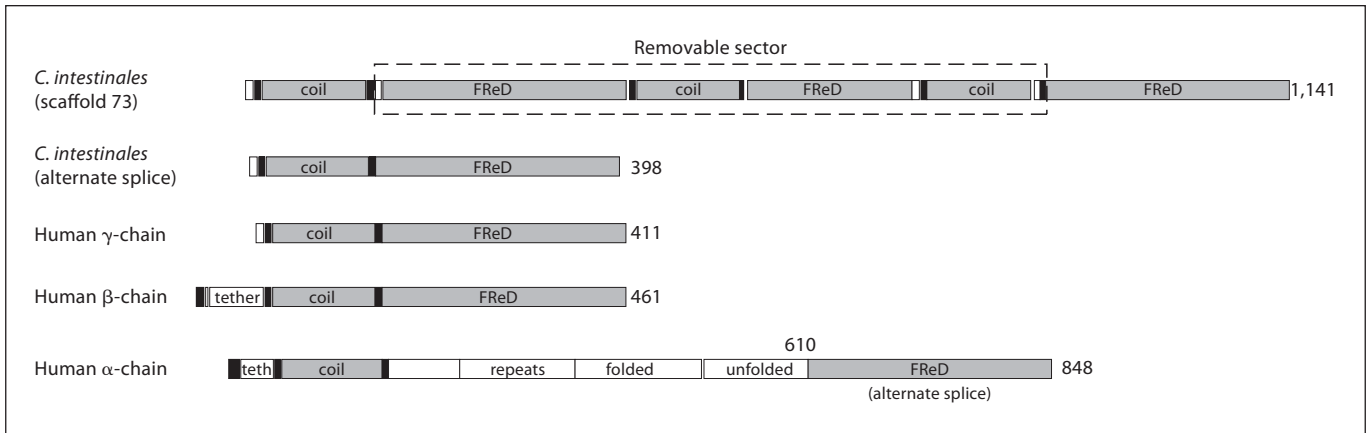 Removable sector
C. intestinales
(scaffold 73)
coil FReD coil FReD coil FReD 1,141
C. intestinales
(alternate splice)
coil FReD 398
Human γ-chain coil FReD 411
Human β-chain tether coil FReD 461
610
Human α-chain teth coil repeats folded unfolded FReD 848
(alternate splice)